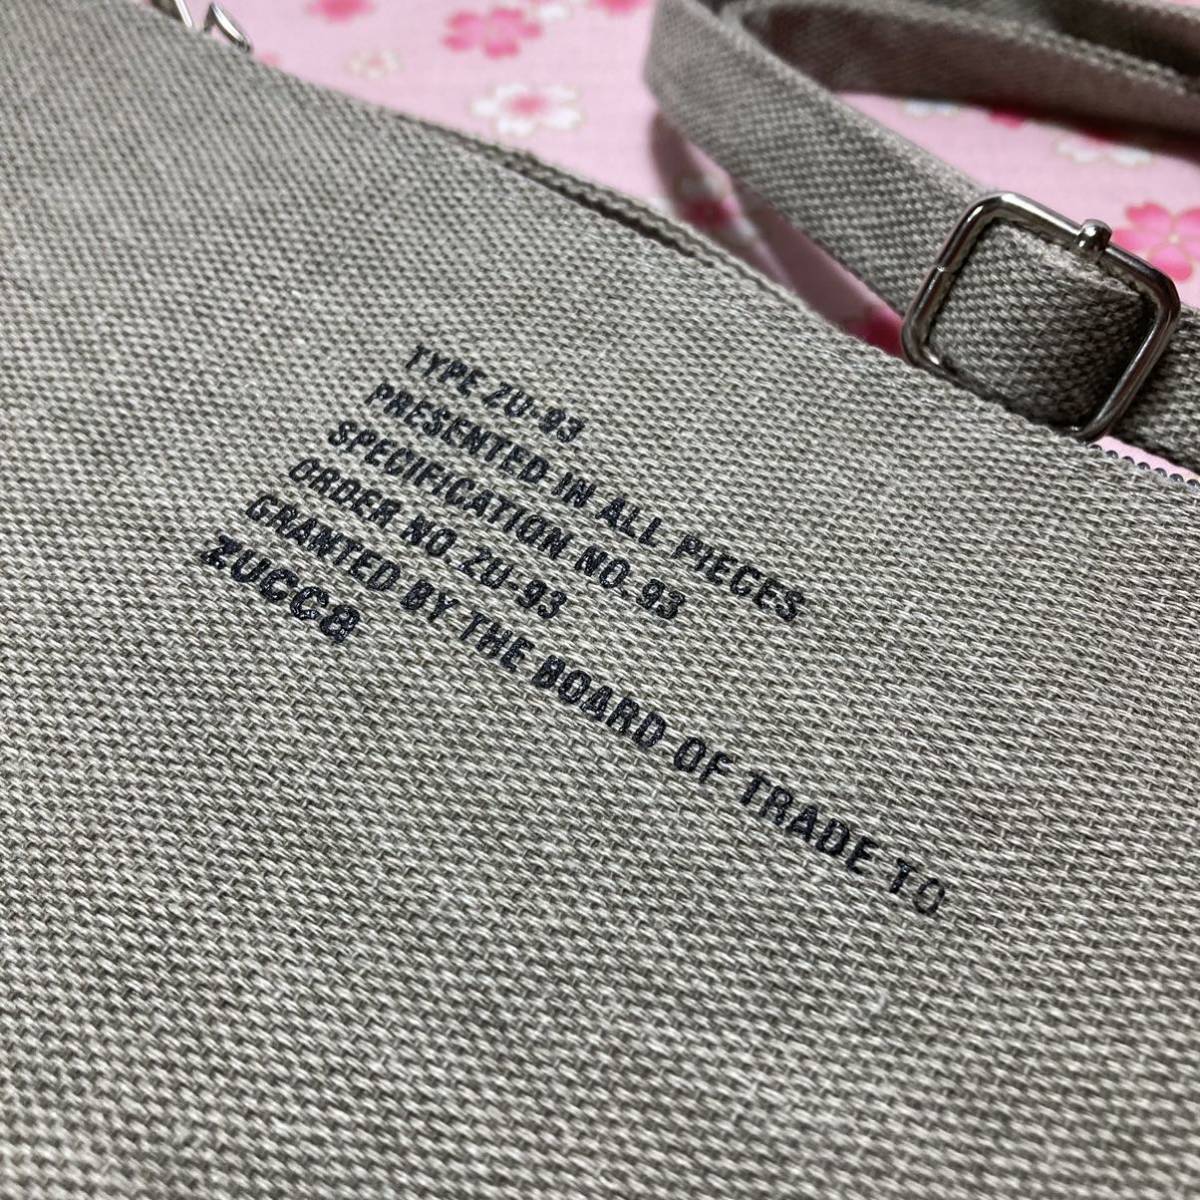 TYPE ZU-93
PRESENTED IN ALL PIECES
SPECIFICATION NO.93
ORDER NO ZU-93
GRANTED BY THE BOARD OF TRADE TO
ZUCCa